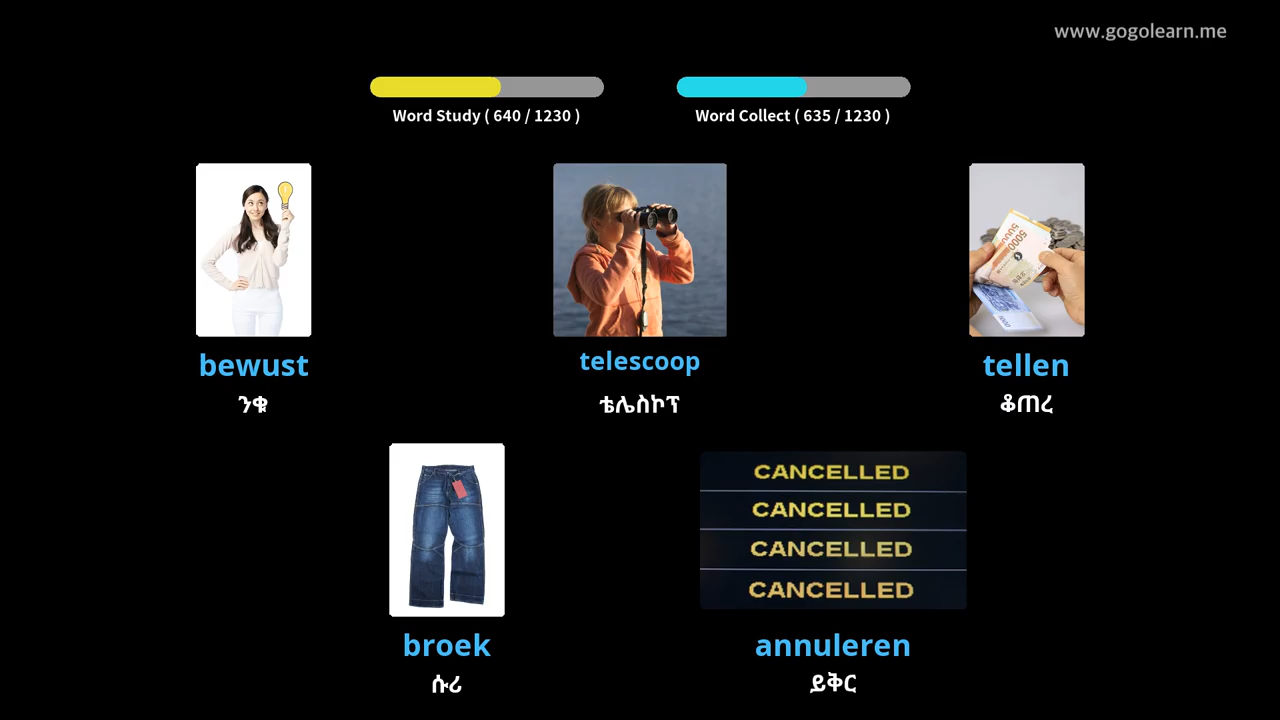 www.gogolearn.me
Word Study ( 640 / 1230 )
Word Collect ( 635 / 1230 )
bewust
ንቁ
telescoop
ቴሌስኮፕ
tellen
ቆጠረ
50000
CANCELLED
CANCELLED
CANCELLED
CANCELLED
broek
ሱሪ
annuleren
ይቅር